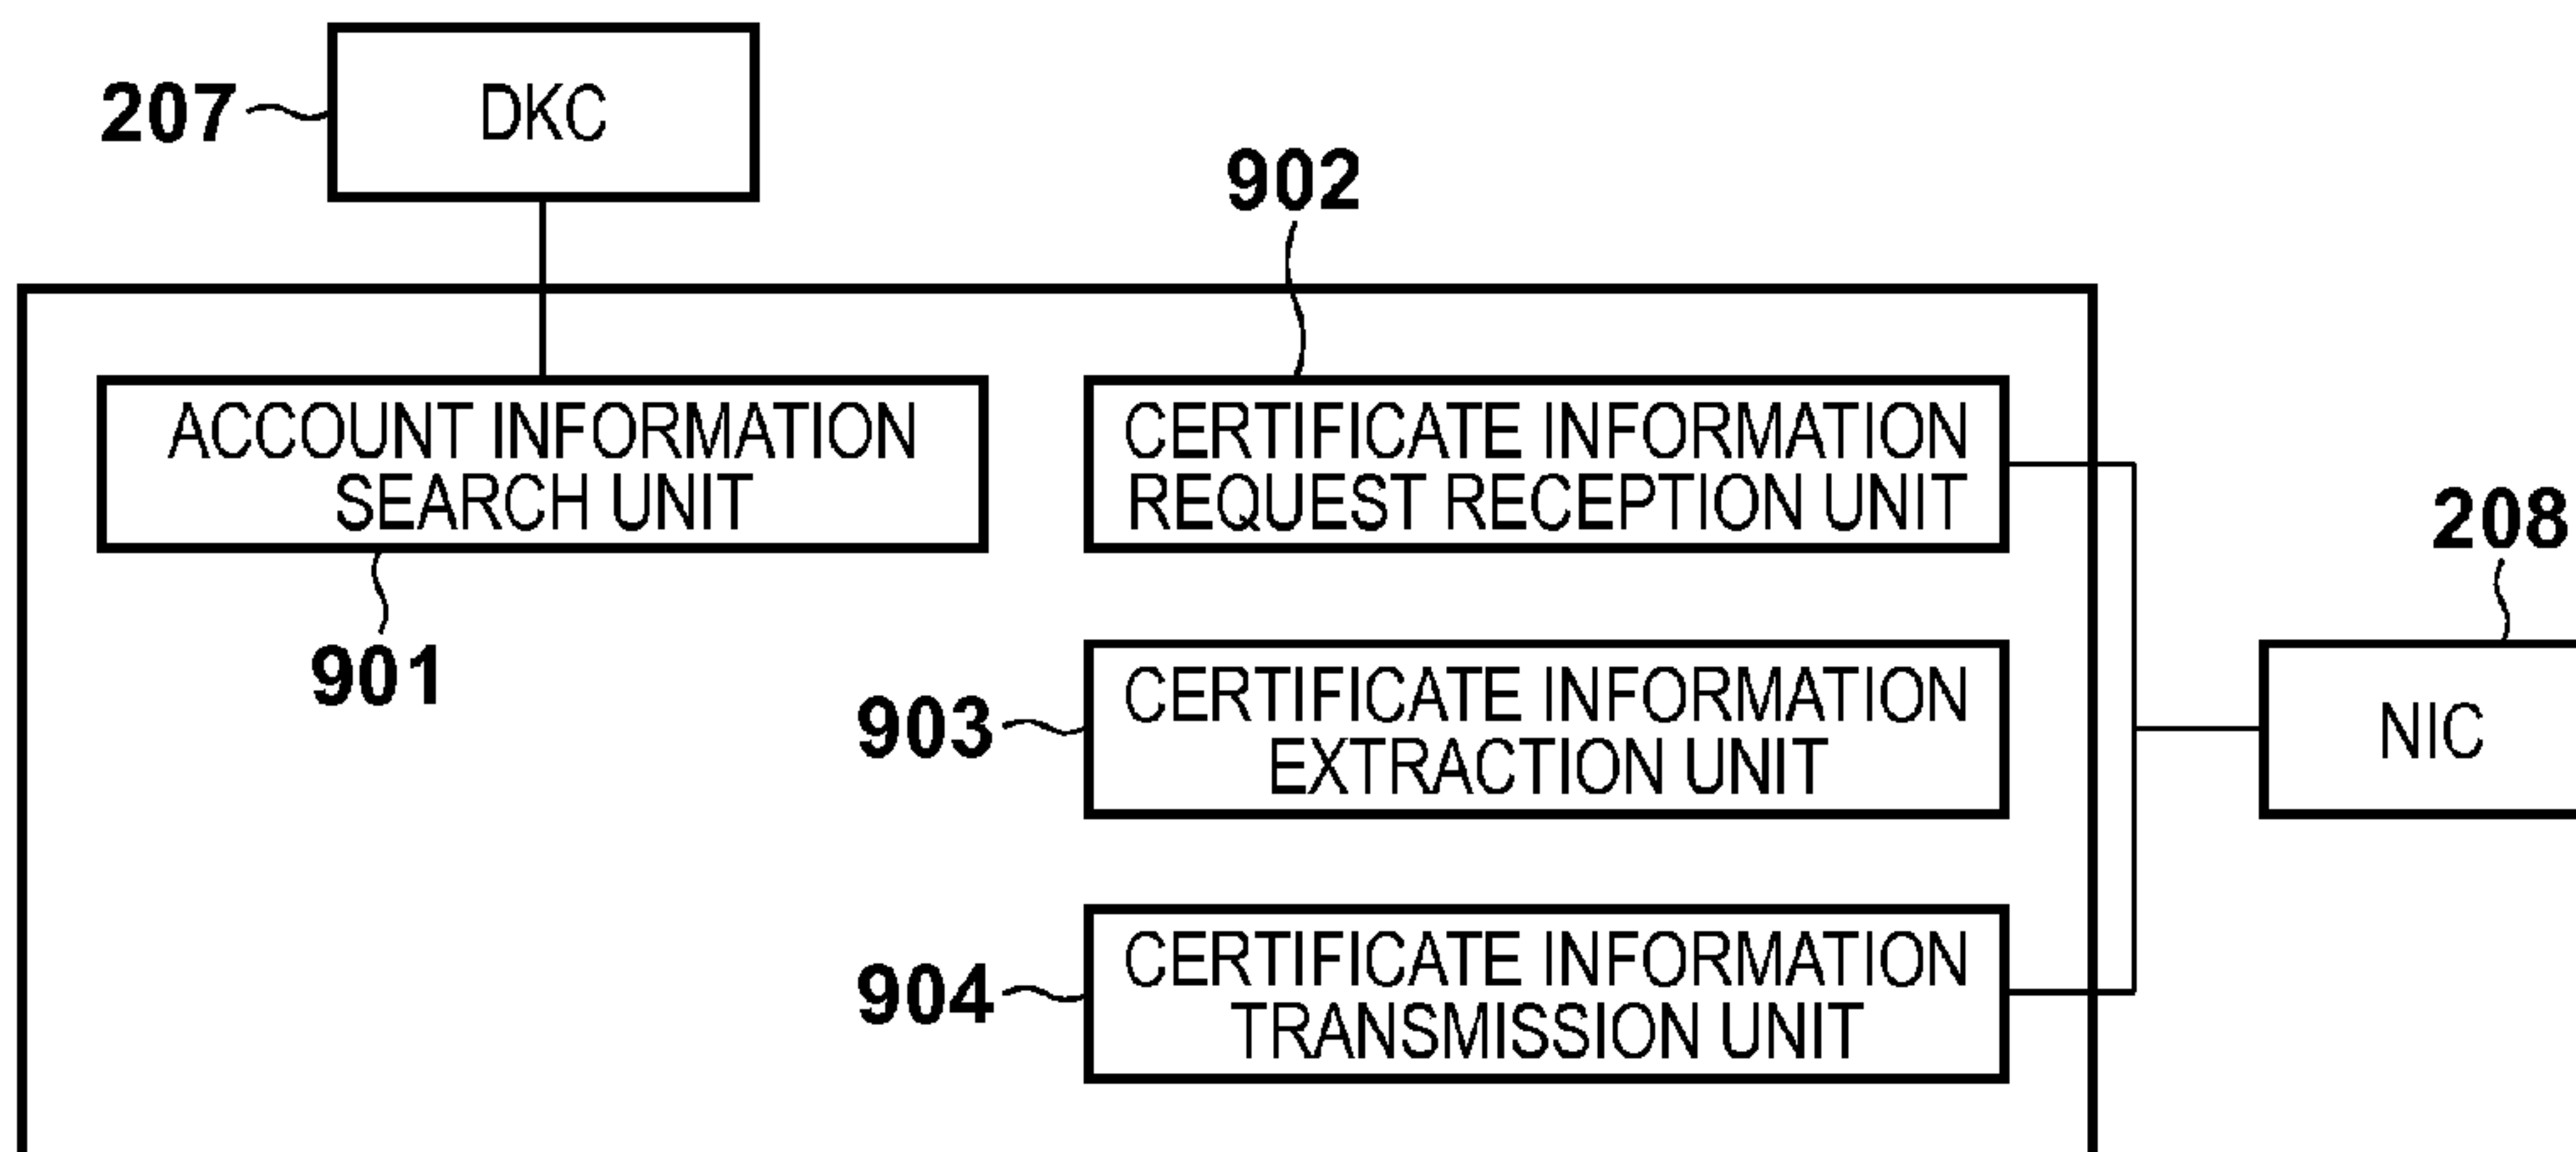 207
DKC
902
ACCOUNT INFORMATION
SEARCH UNIT
901
CERTIFICATE INFORMATION
REQUEST RECEPTION UNIT
208
NIC
903
CERTIFICATE INFORMATION
EXTRACTION UNIT
904
CERTIFICATE INFORMATION
TRANSMISSION UNIT